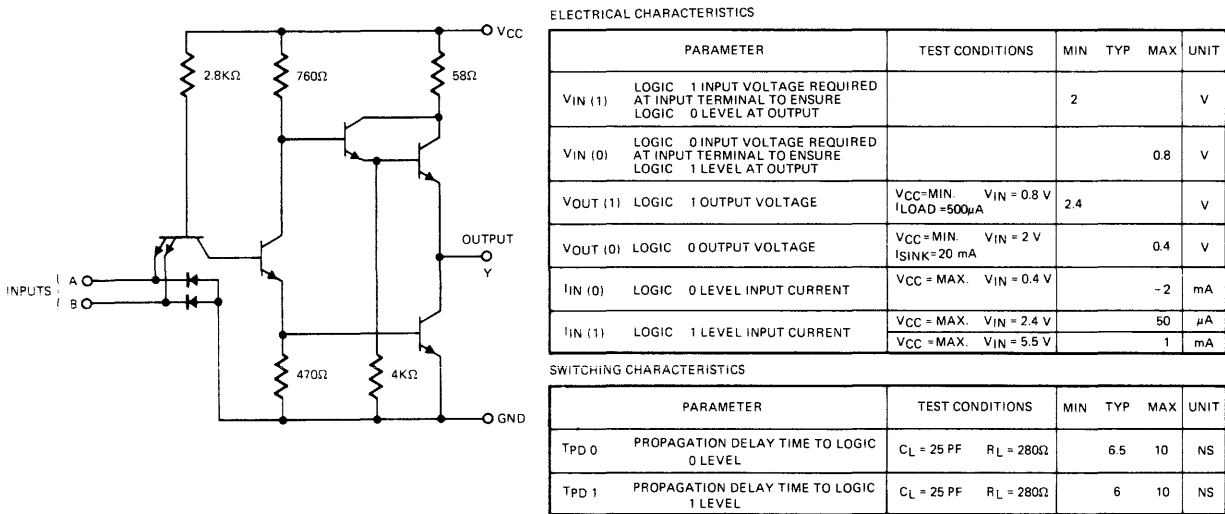 VCC
2.8KΩ
760Ω
58Ω
OUTPUT
Y
INPUTS
A
B
470Ω
4KΩ
GND
ELECTRICAL CHARACTERISTICS
PARAMETER TEST CONDITIONS MIN TYP MAX UNIT
VIN (1) LOGIC 1 INPUT VOLTAGE REQUIRED
AT INPUT TERMINAL TO ENSURE 2 V
LOGIC 0 LEVEL AT OUTPUT
VIN (0) LOGIC 0 INPUT VOLTAGE REQUIRED
AT INPUT TERMINAL TO ENSURE 0.8 V
LOGIC 1 LEVEL AT OUTPUT
VOUT (1) LOGIC 1 OUTPUT VOLTAGE VCC=MIN. VIN = 0.8 V 2.4 V
ILOAD =500µA
VOUT (0) LOGIC 0 OUTPUT VOLTAGE VCC=MIN. VIN = 2 V 0.4 V
ISINK=20 mA
IIN (0) LOGIC 0 LEVEL INPUT CURRENT VCC = MAX. VIN = 0.4 V -2 mA
IIN (1) LOGIC 1 LEVEL INPUT CURRENT VCC = MAX. VIN = 2.4 V 50 µA
VCC = MAX. VIN = 5.5 V 1 mA
SWITCHING CHARACTERISTICS
PARAMETER TEST CONDITIONS MIN TYP MAX UNIT
TPD 0 PROPAGATION DELAY TIME TO LOGIC CL = 25 PF RL = 280Ω 6.5 10 NS
0 LEVEL
TPD 1 PROPAGATION DELAY TIME TO LOGIC CL = 25 PF RL = 280Ω 6 10 NS
1 LEVEL